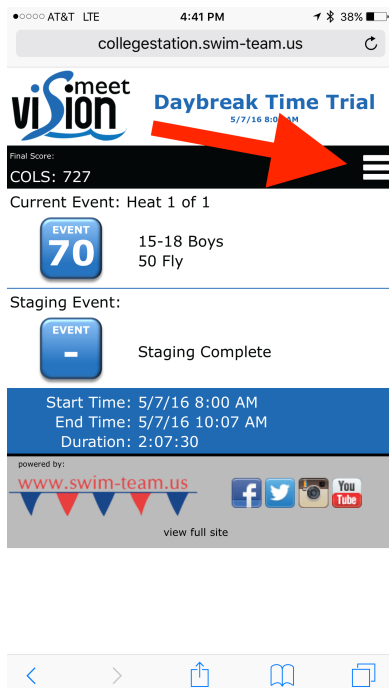 AT&T LTE 4:41 PM 38%
collegestation.swim-team.us
meet
vision
Daybreak Time Trial
5/7/16 8:0 AM
Final Score:
COLS: 727
Current Event: Heat 1 of 1
EVENT
70
15-18 Boys
50 Fly
Staging Event:
EVENT
-
Staging Complete
Start Time: 5/7/16 8:00 AM
End Time: 5/7/16 10:07 AM
Duration: 2:07:30
powered by:
www.swim-team.us
You
Tube
view full site